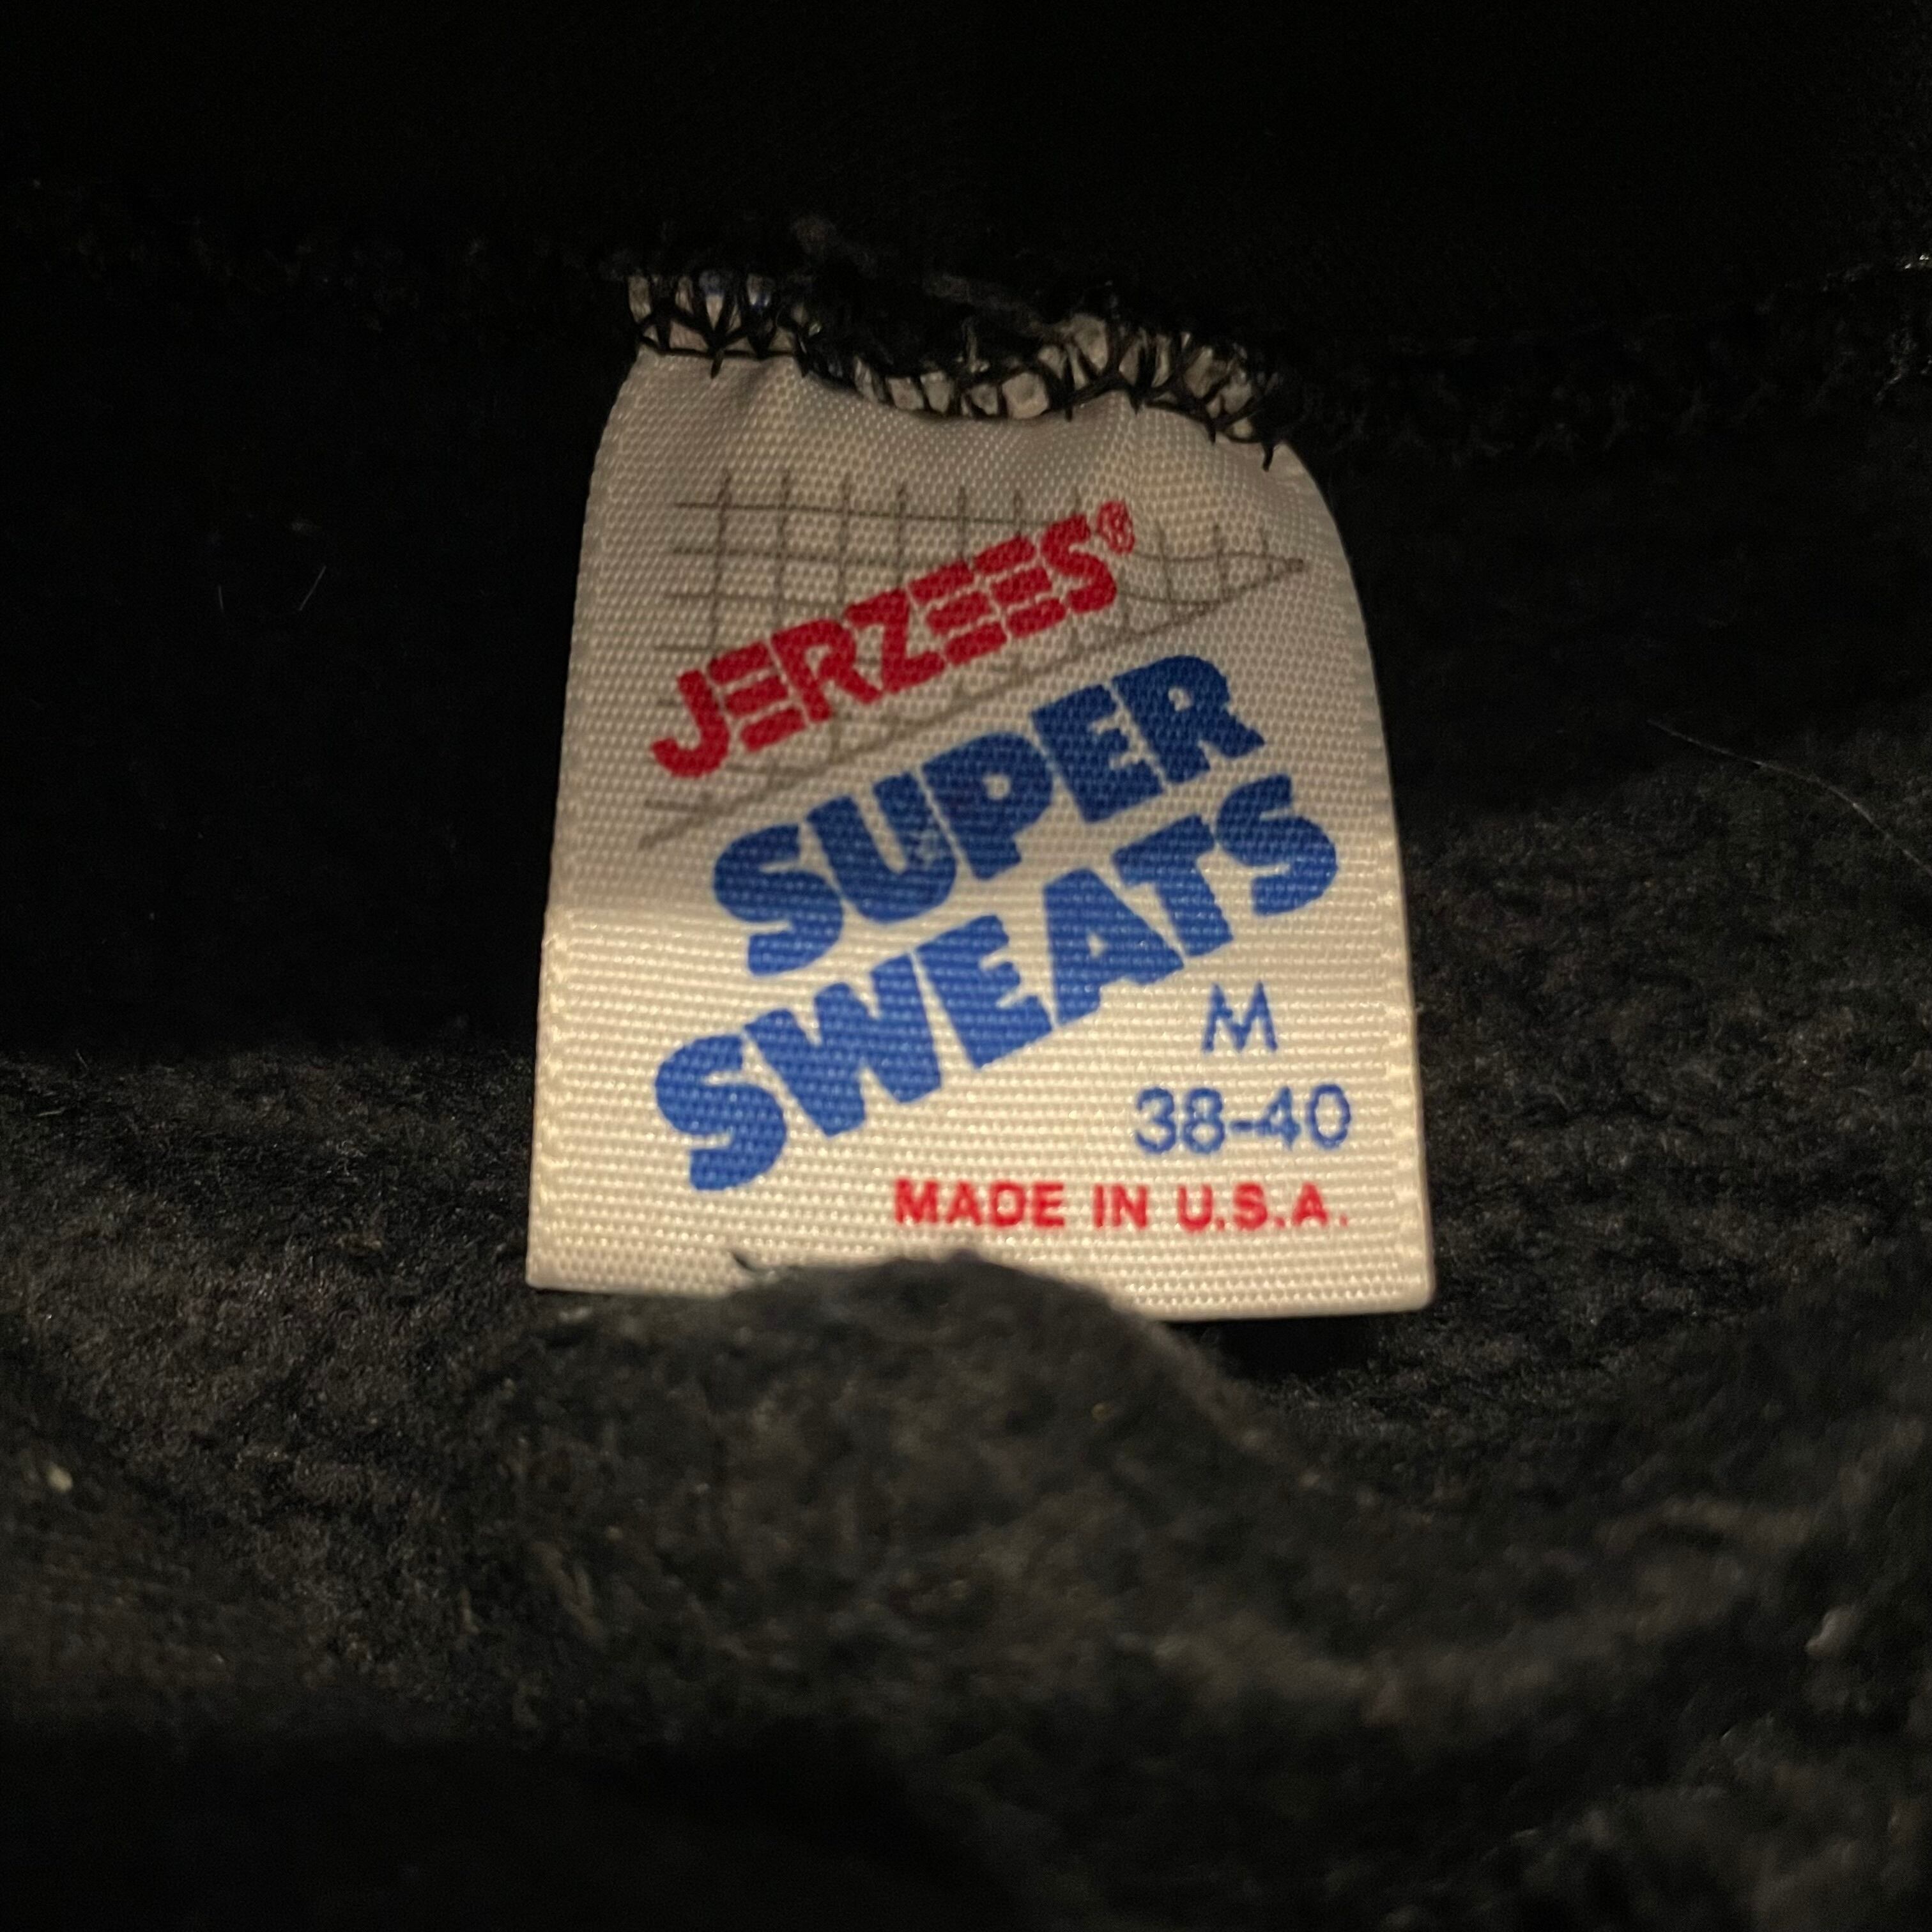 JERZEES®
SUPER
SWEATS
M
38-40
MADE IN U.S.A.